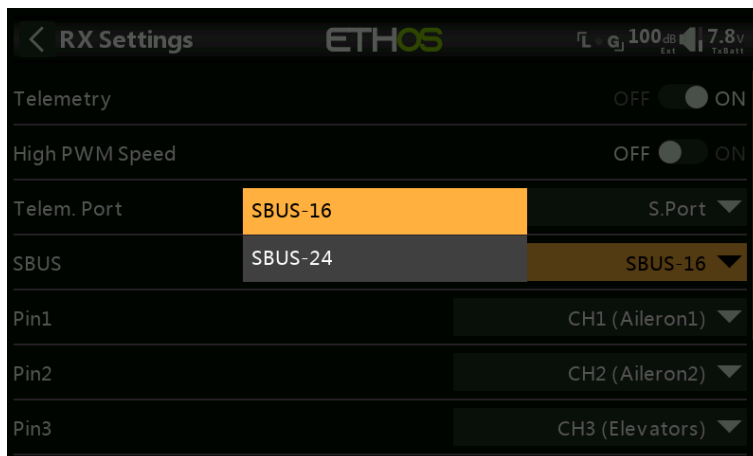 RX Settings ETHOS L G 100dB Ext 7.8v TxBatt
Telemetry OFF ON
High PWM Speed OFF ON
Telem. Port S.Port
SBUS-16
SBUS-24
SBUS SBUS-16
Pin1 CH1 (Aileron1)
Pin2 CH2 (Aileron2)
Pin3 CH3 (Elevators)